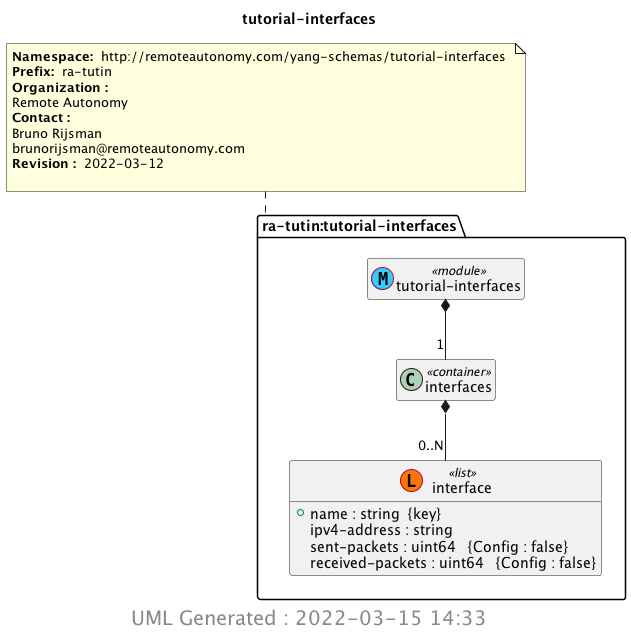 tutorial-interfaces
Namespace: http://remoteautonomy.com/yang-schemas/tutorial-interfaces
Prefix: ra-tutin
Organization :
Remote Autonomy
Contact :
Bruno Rijsman
brunorijsman@remoteautonomy.com
Revision : 2022-03-12
ra-tutin:tutorial-interfaces
M «module»
tutorial-interfaces
1
C «container»
interfaces
0..N
L «list»
interface
name : string {key}
ipv4-address : string
sent-packets : uint64 {Config : false}
received-packets : uint64 {Config : false}
UML Generated : 2022-03-15 14:33